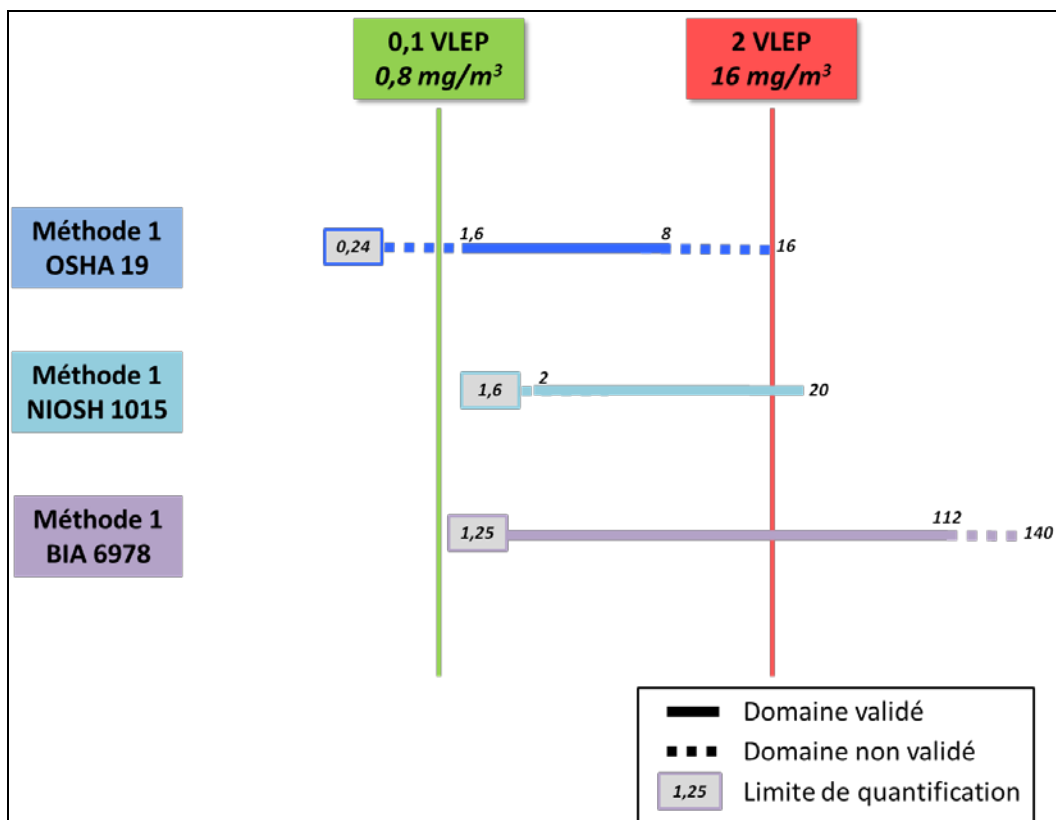 0,1 VLEP
0,8 mg/m³
2 VLEP
16 mg/m³
Méthode 1
OSHA 19
0,24
1,6
8
16
Méthode 1
NIOSH 1015
1,6
2
20
Méthode 1
BIA 6978
1,25
112
140
Domaine validé
Domaine non validé
1,25
Limite de quantification